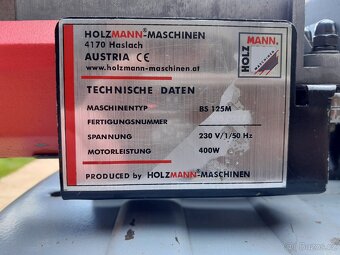 HOLZMANN®-MASCHINEN
4170 Haslach
AUSTRIA CE
www.holzmann-maschinen.at
HOLZ
MANN.
TECHNISCHE DATEN
MASCHINENTYP BS 125M
FERTIGUNGSNUMMER
SPANNUNG 230 V/1/50 Hz
MOTORLEISTUNG 400W
PRODUCED by HOLZMANN®-MASCHINEN